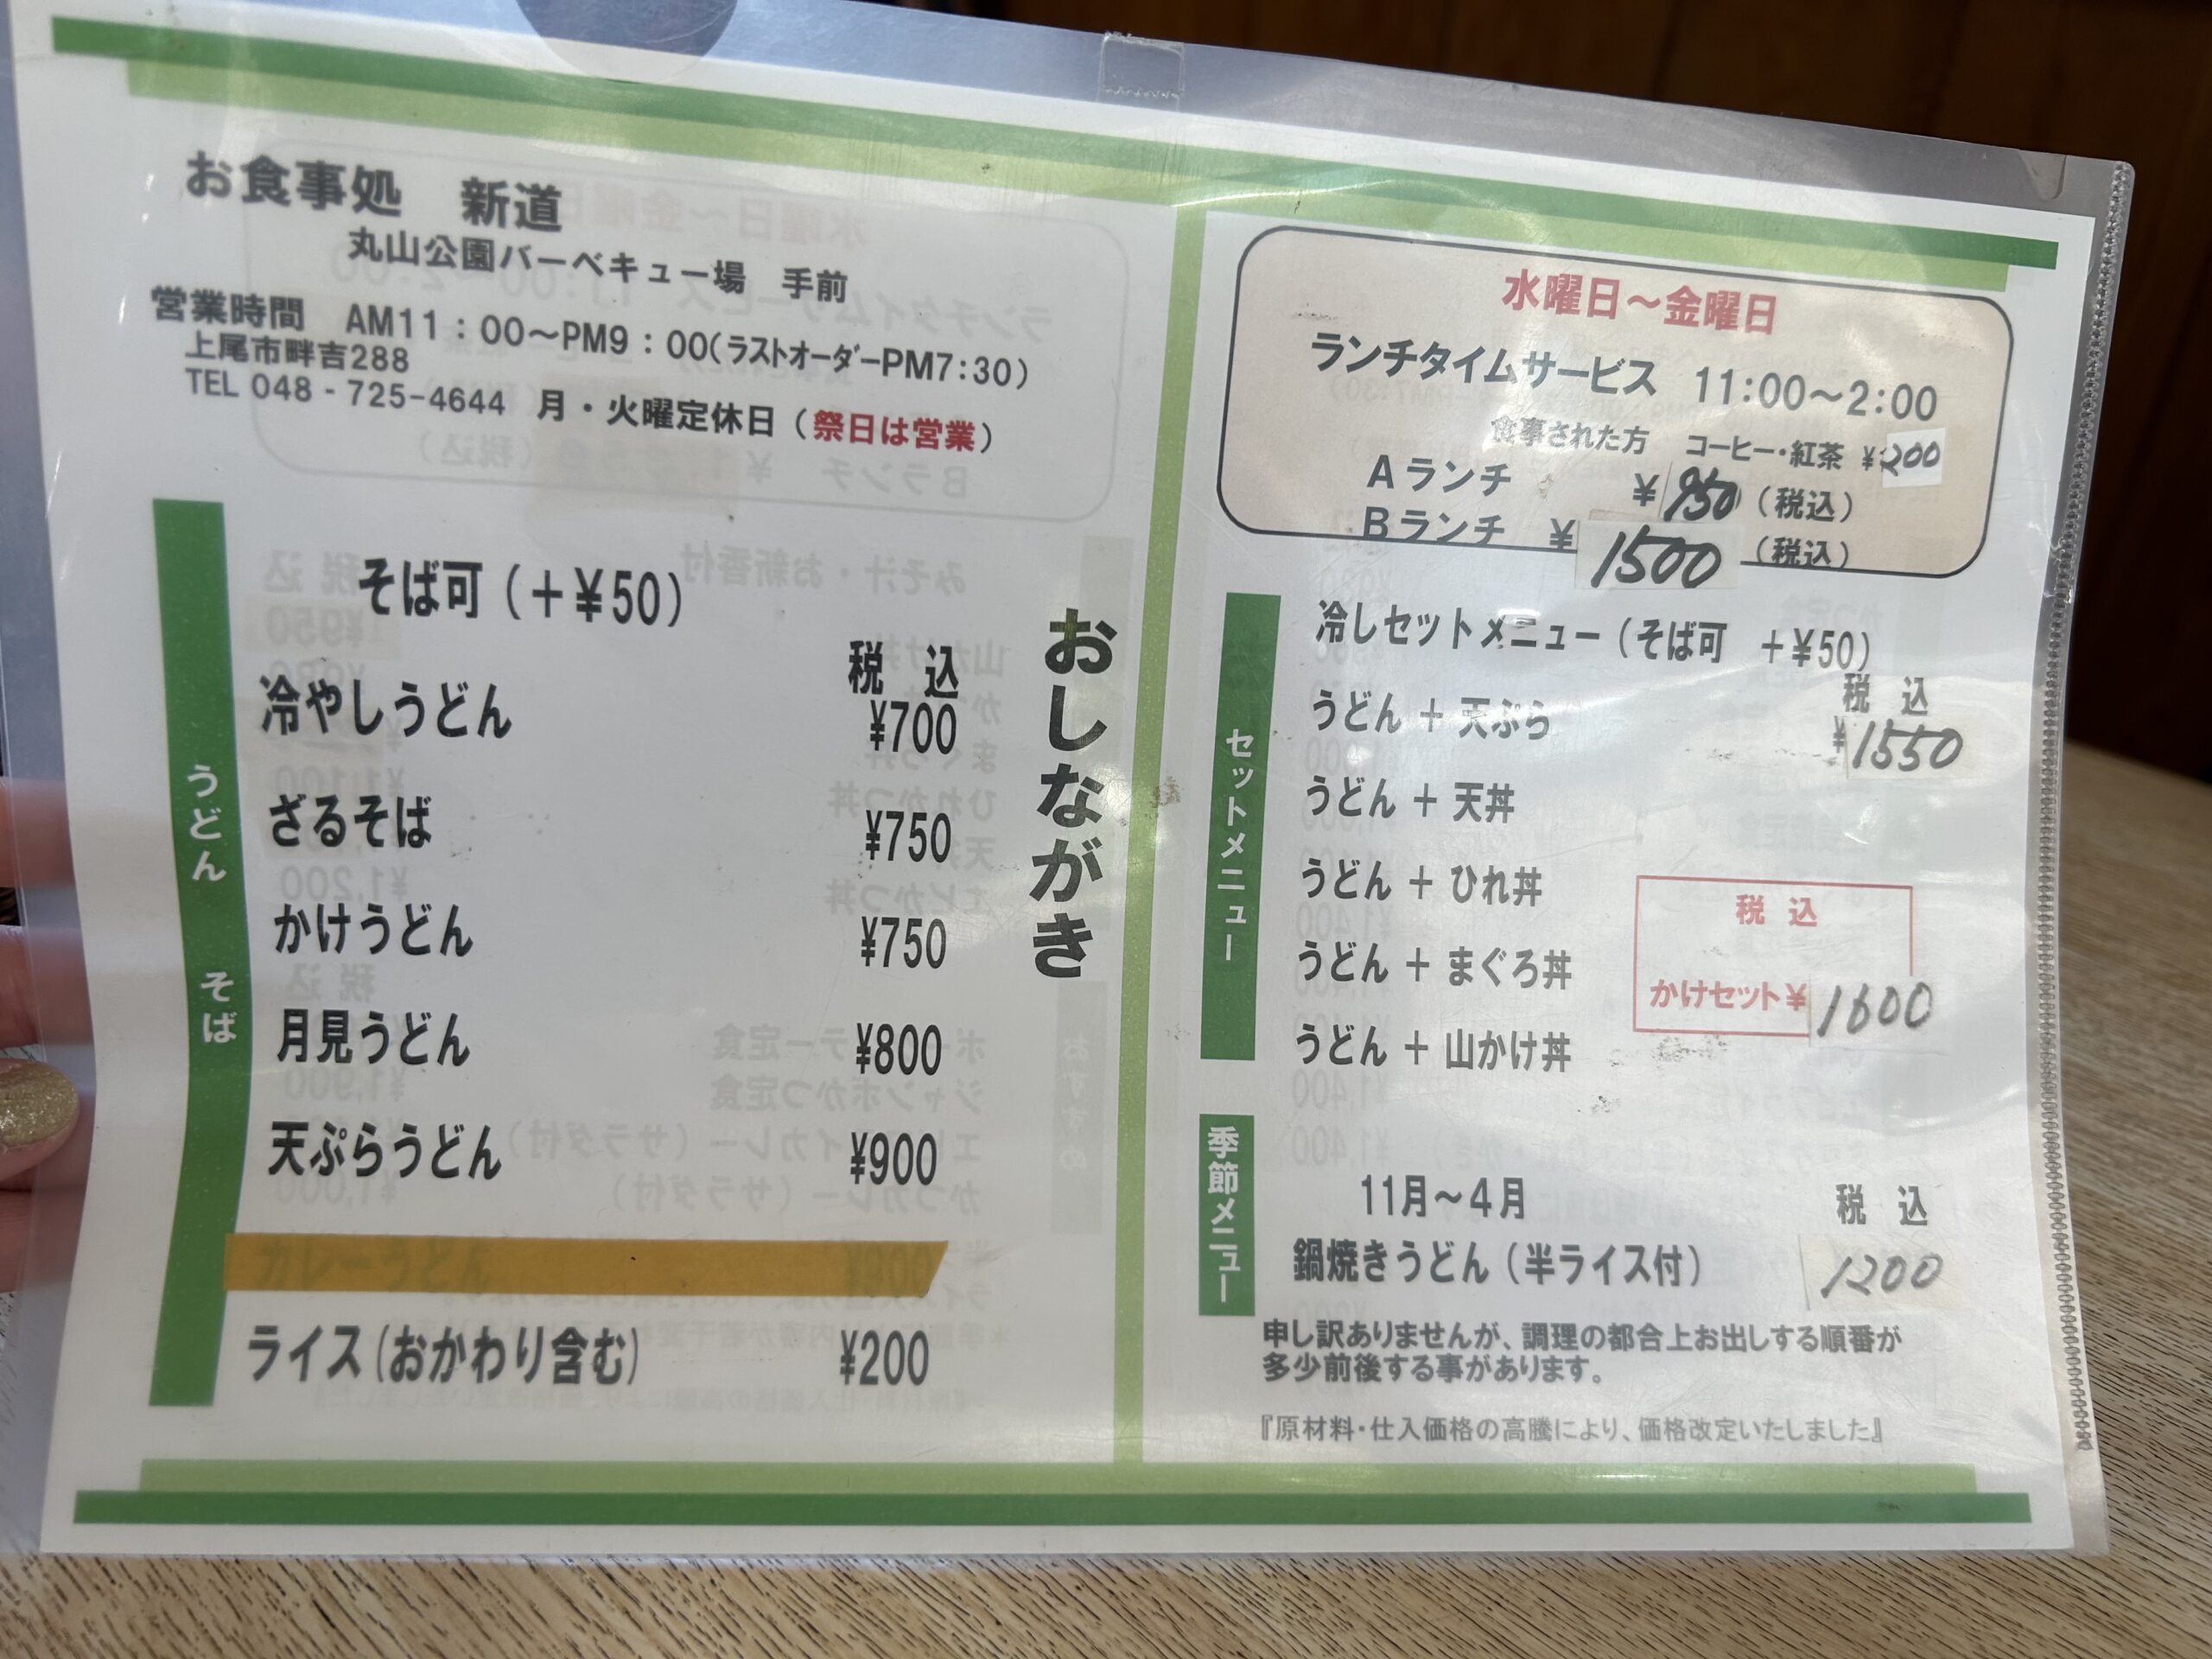 お食事処 新道
丸山公園バーベキュー場 手前
営業時間 AM11:00～PM9:00(ラストオーダーPM7:30)
上尾市畔吉288
TEL 048-725-4644 月・火曜定休日(祭日は営業)
おしながき
うどん そば
そば可(+¥50)
税 込
冷やしうどん ¥700
ざるそば ¥750
かけうどん ¥750
月見うどん ¥800
天ぷらうどん ¥900
カレーうどん ¥900
ライス(おかわり含む) ¥200
水曜日～金曜日
ランチタイムサービス 11:00～2:00
食事された方 コーヒー・紅茶 ¥200
Aランチ ¥950 (税込)
Bランチ ¥1500 (税込)
セットメニュー
冷しセットメニュー(そば可 +¥50)
税 込
うどん + 天ぷら ¥1550
うどん + 天丼
うどん + ひれ丼
税 込
うどん + まぐろ丼
かけセット¥1600
うどん + 山かけ丼
季節メニュー
11月～4月 税 込
鍋焼きうどん(半ライス付) 1200
申し訳ありませんが、調理の都合上お出しする順番が
多少前後する事があります。
『原材料・仕入価格の高騰により、価格改定いたしました』